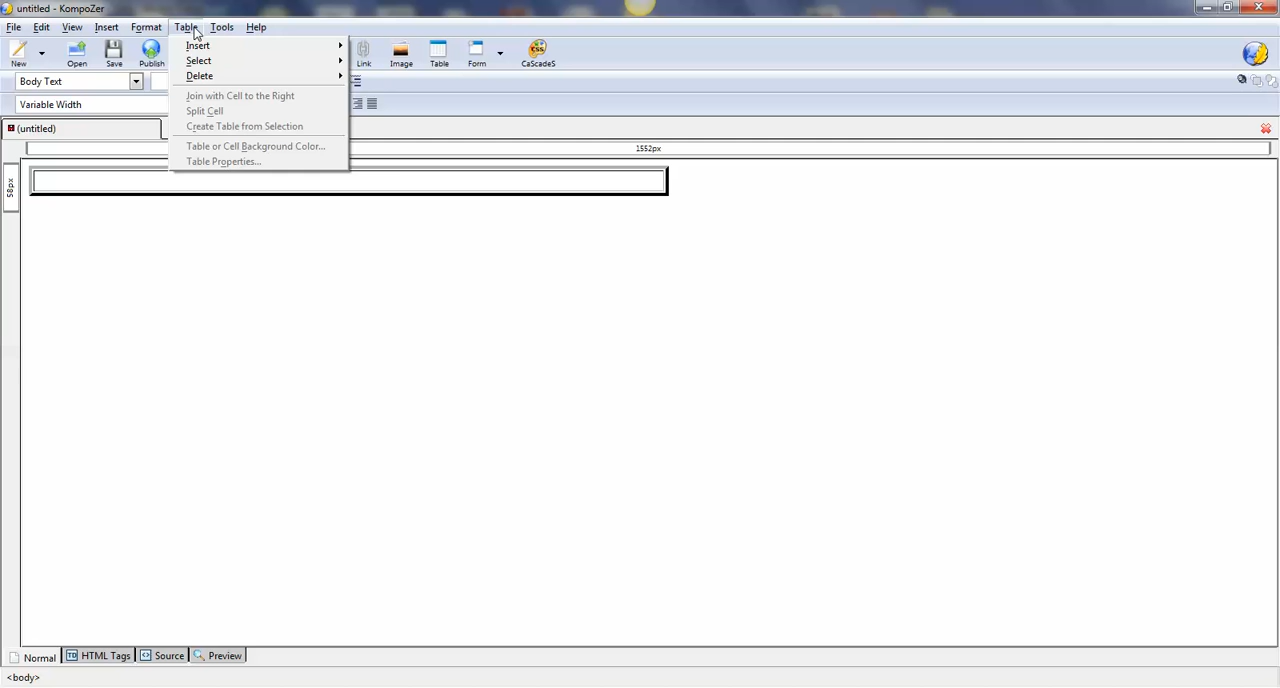 untitled - KompoZer
File Edit View Insert Format Table Tools Help
New Open Save Publish Link Image Table Form CaScadeS
Insert
Select
Delete
Join with Cell to the Right
Split Cell
Create Table from Selection
Table or Cell Background Color...
Table Properties...
Body Text
Variable Width
(untitled)
1552px
58px
Normal HTML Tags Source Preview
<body>